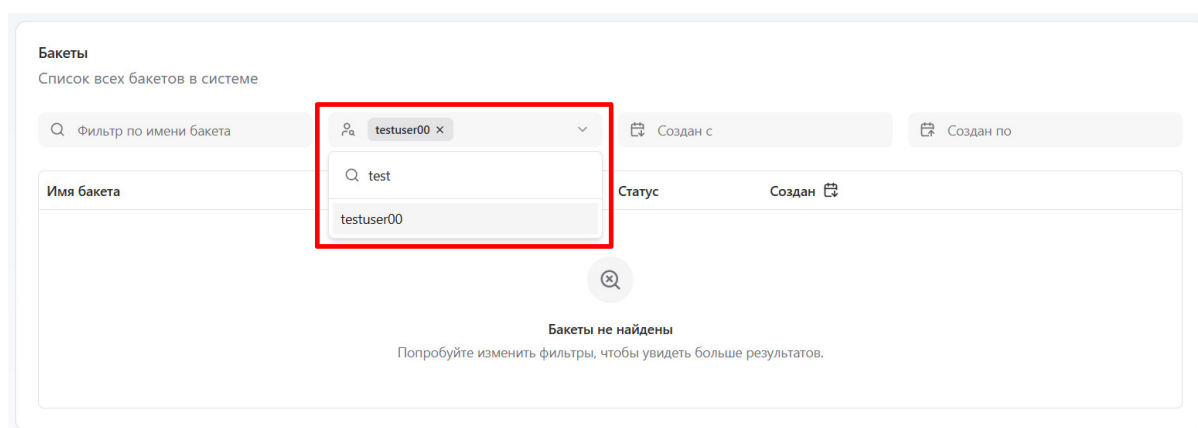 Бакеты
Список всех бакетов в системе
Фильтр по имени бакета
testuser00 ×
Создан с
Создан по
test
testuser00
Имя бакета
Статус
Создан
Бакеты не найдены
Попробуйте изменить фильтры, чтобы увидеть больше результатов.